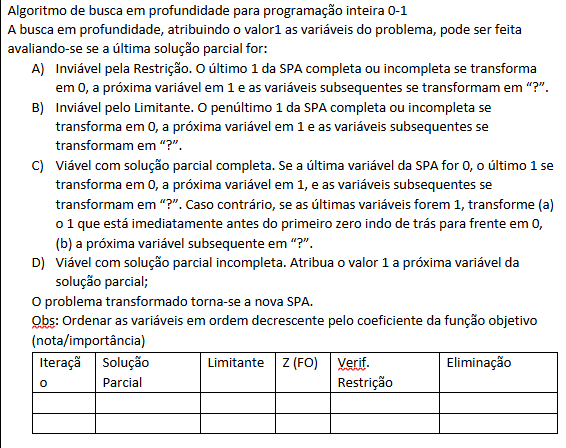 Algoritmo de busca em profundidade para programação inteira 0-1
A busca em profundidade, atribuindo o valor1 as variáveis do problema, pode ser feita
avaliando-se se a última solução parcial for:
A) Inviável pela Restrição. O último 1 da SPA completa ou incompleta se transforma
em 0, a próxima variável em 1 e as variáveis subsequentes se transformam em “?”.
B) Inviável pelo Limitante. O penúltimo 1 da SPA completo ou incompleto se
transforma em 0, a próxima variável em 1 e as variáveis subsequentes se
transformam em “?”.
C) Viável com solução parcial completa. Se a última variável da SPA for 0, o último 1 se
transforma em 0, a próxima variável em 1, e as variáveis subsequentes se
transformam em “?”. Caso contrário, se as últimas variáveis forem 1, transforme (a)
o 1 que está imediatamente antes do primeiro zero indo de trás para frente em 0,
(b) a próxima variável subsequente em “?”.
D) Viável com solução parcial incompleta. Atribua o valor 1 a próxima variável da
solução parcial;
O problema transformado torna-se a nova SPA.
Obs: Ordenar as variáveis em ordem decrescente pelo coeficiente da função objetivo
(nota/importância)
Iteraçã Solução Limitante Z (FO) Verif. Eliminação
o Parcial Restrição